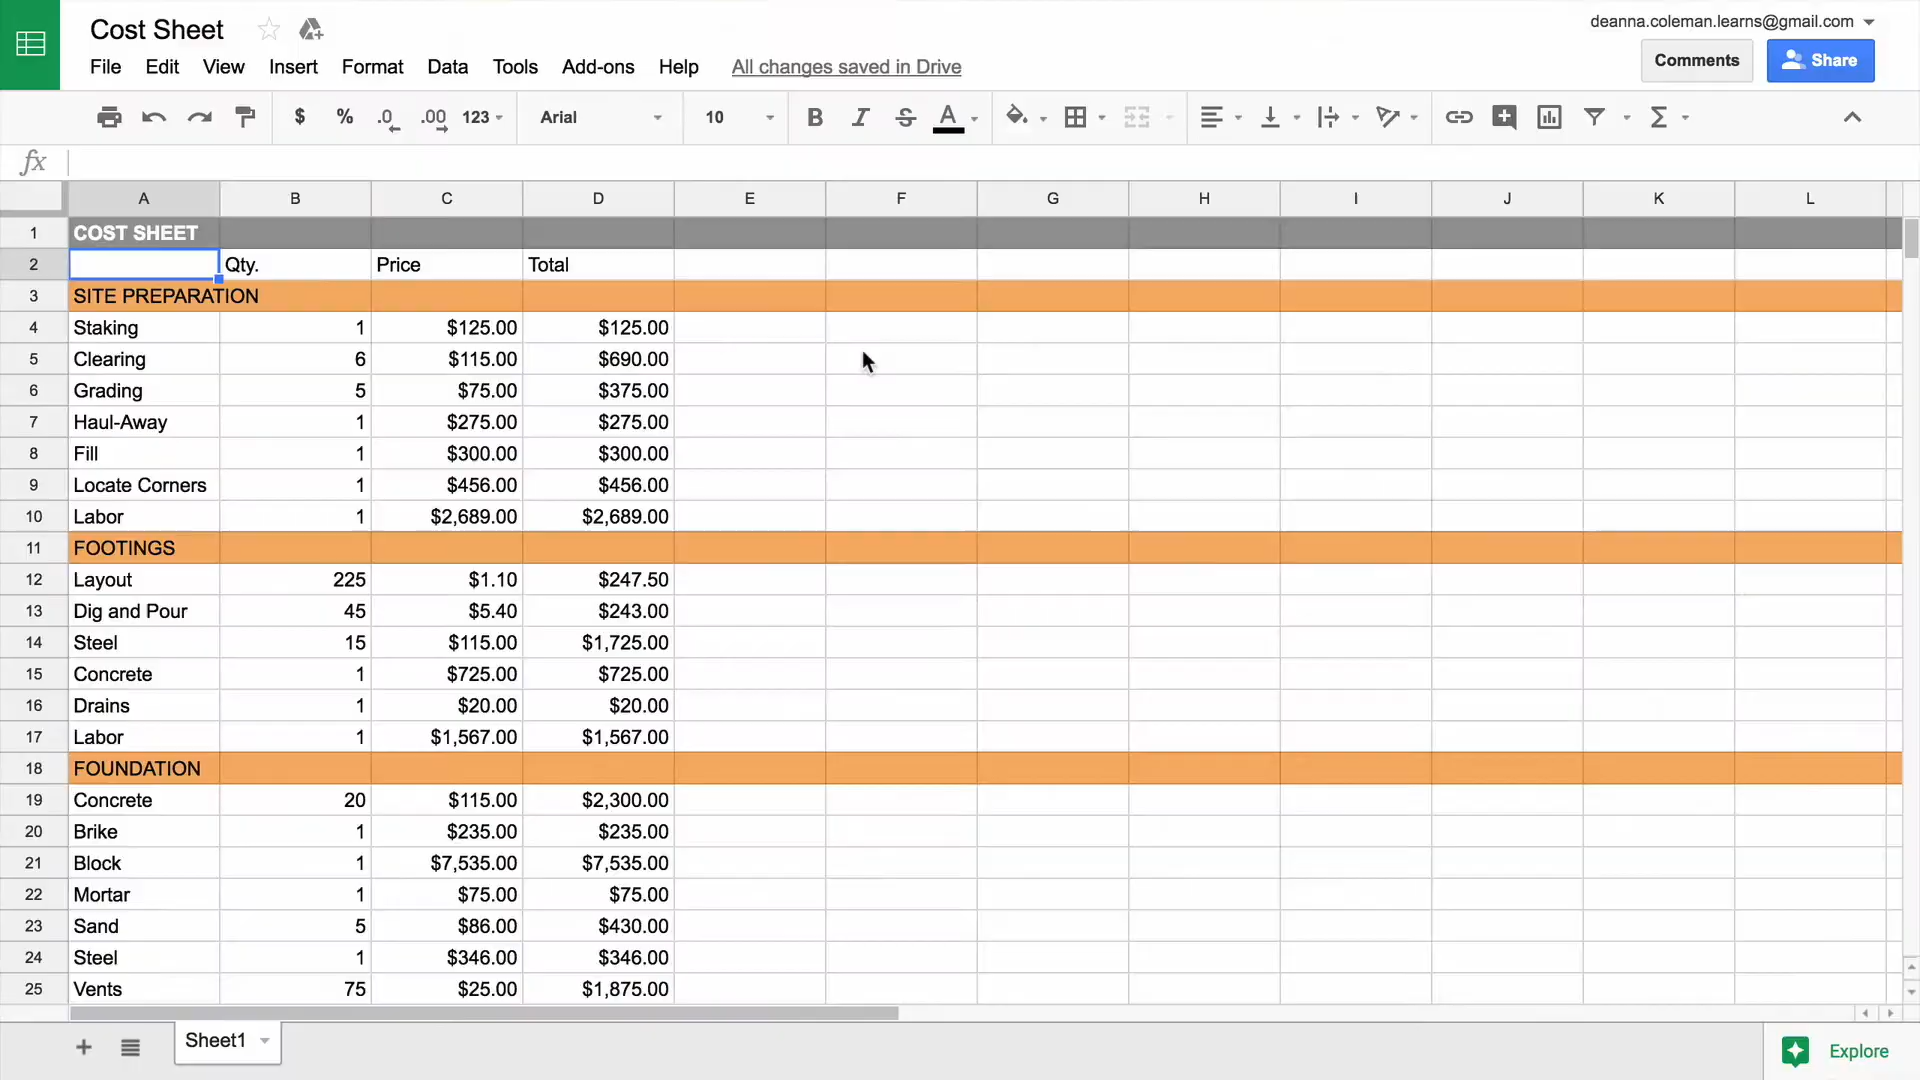 Cost Sheet
deanna.coleman.learns@gmail.com
File Edit View Insert Format Data Tools Add-ons Help All changes saved in Drive
Comments Share
$ % .0 .00 123 Arial 10 B I S A Σ
fx
A B C D E F G H I J K L
1 COST SHEET
2 Qty. Price Total
3 SITE PREPARATION
4 Staking 1 $125.00 $125.00
5 Clearing 6 $115.00 $690.00
6 Grading 5 $75.00 $375.00
7 Haul-Away 1 $275.00 $275.00
8 Fill 1 $300.00 $300.00
9 Locate Corners 1 $456.00 $456.00
10 Labor 1 $2,689.00 $2,689.00
11 FOOTINGS
12 Layout 225 $1.10 $247.50
13 Dig and Pour 45 $5.40 $243.00
14 Steel 15 $115.00 $1,725.00
15 Concrete 1 $725.00 $725.00
16 Drains 1 $20.00 $20.00
17 Labor 1 $1,567.00 $1,567.00
18 FOUNDATION
19 Concrete 20 $115.00 $2,300.00
20 Brike 1 $235.00 $235.00
21 Block 1 $7,535.00 $7,535.00
22 Mortar 1 $75.00 $75.00
23 Sand 5 $86.00 $430.00
24 Steel 1 $346.00 $346.00
25 Vents 75 $25.00 $1,875.00
Sheet1
Explore